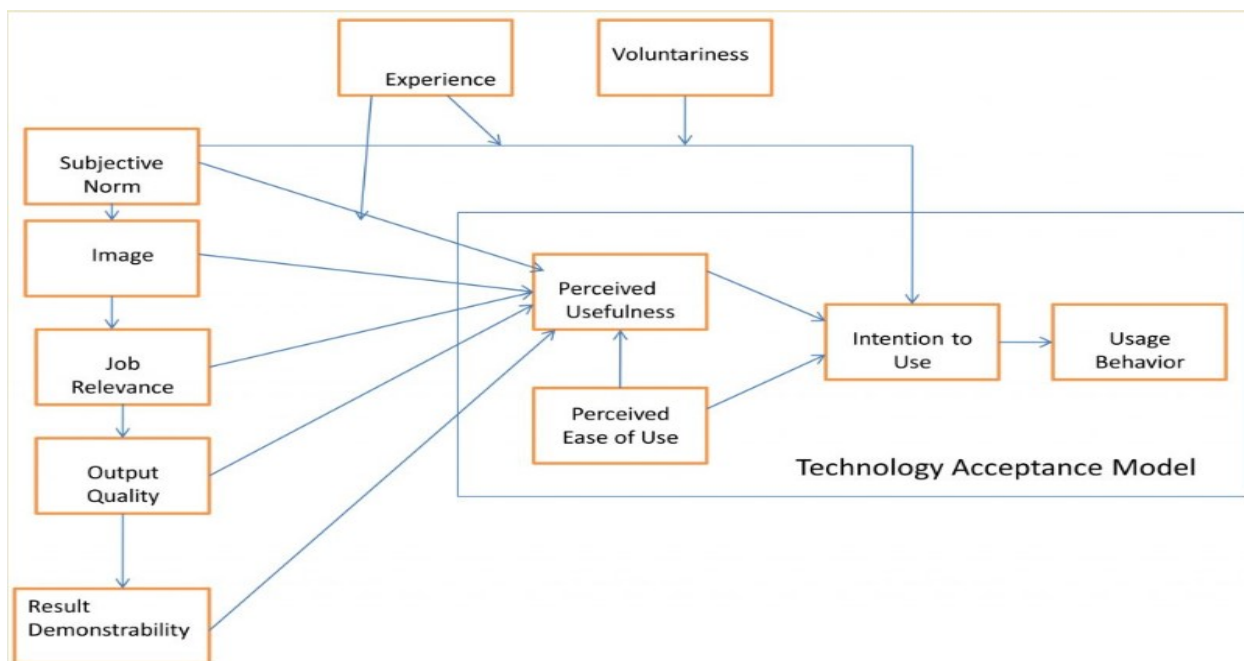 Experience
Voluntariness
Subjective
Norm
Image
Job
Relevance
Output
Quality
Result
Demonstrability
Perceived
Usefulness
Perceived
Ease of Use
Intention to
Use
Usage
Behavior
Technology Acceptance Model